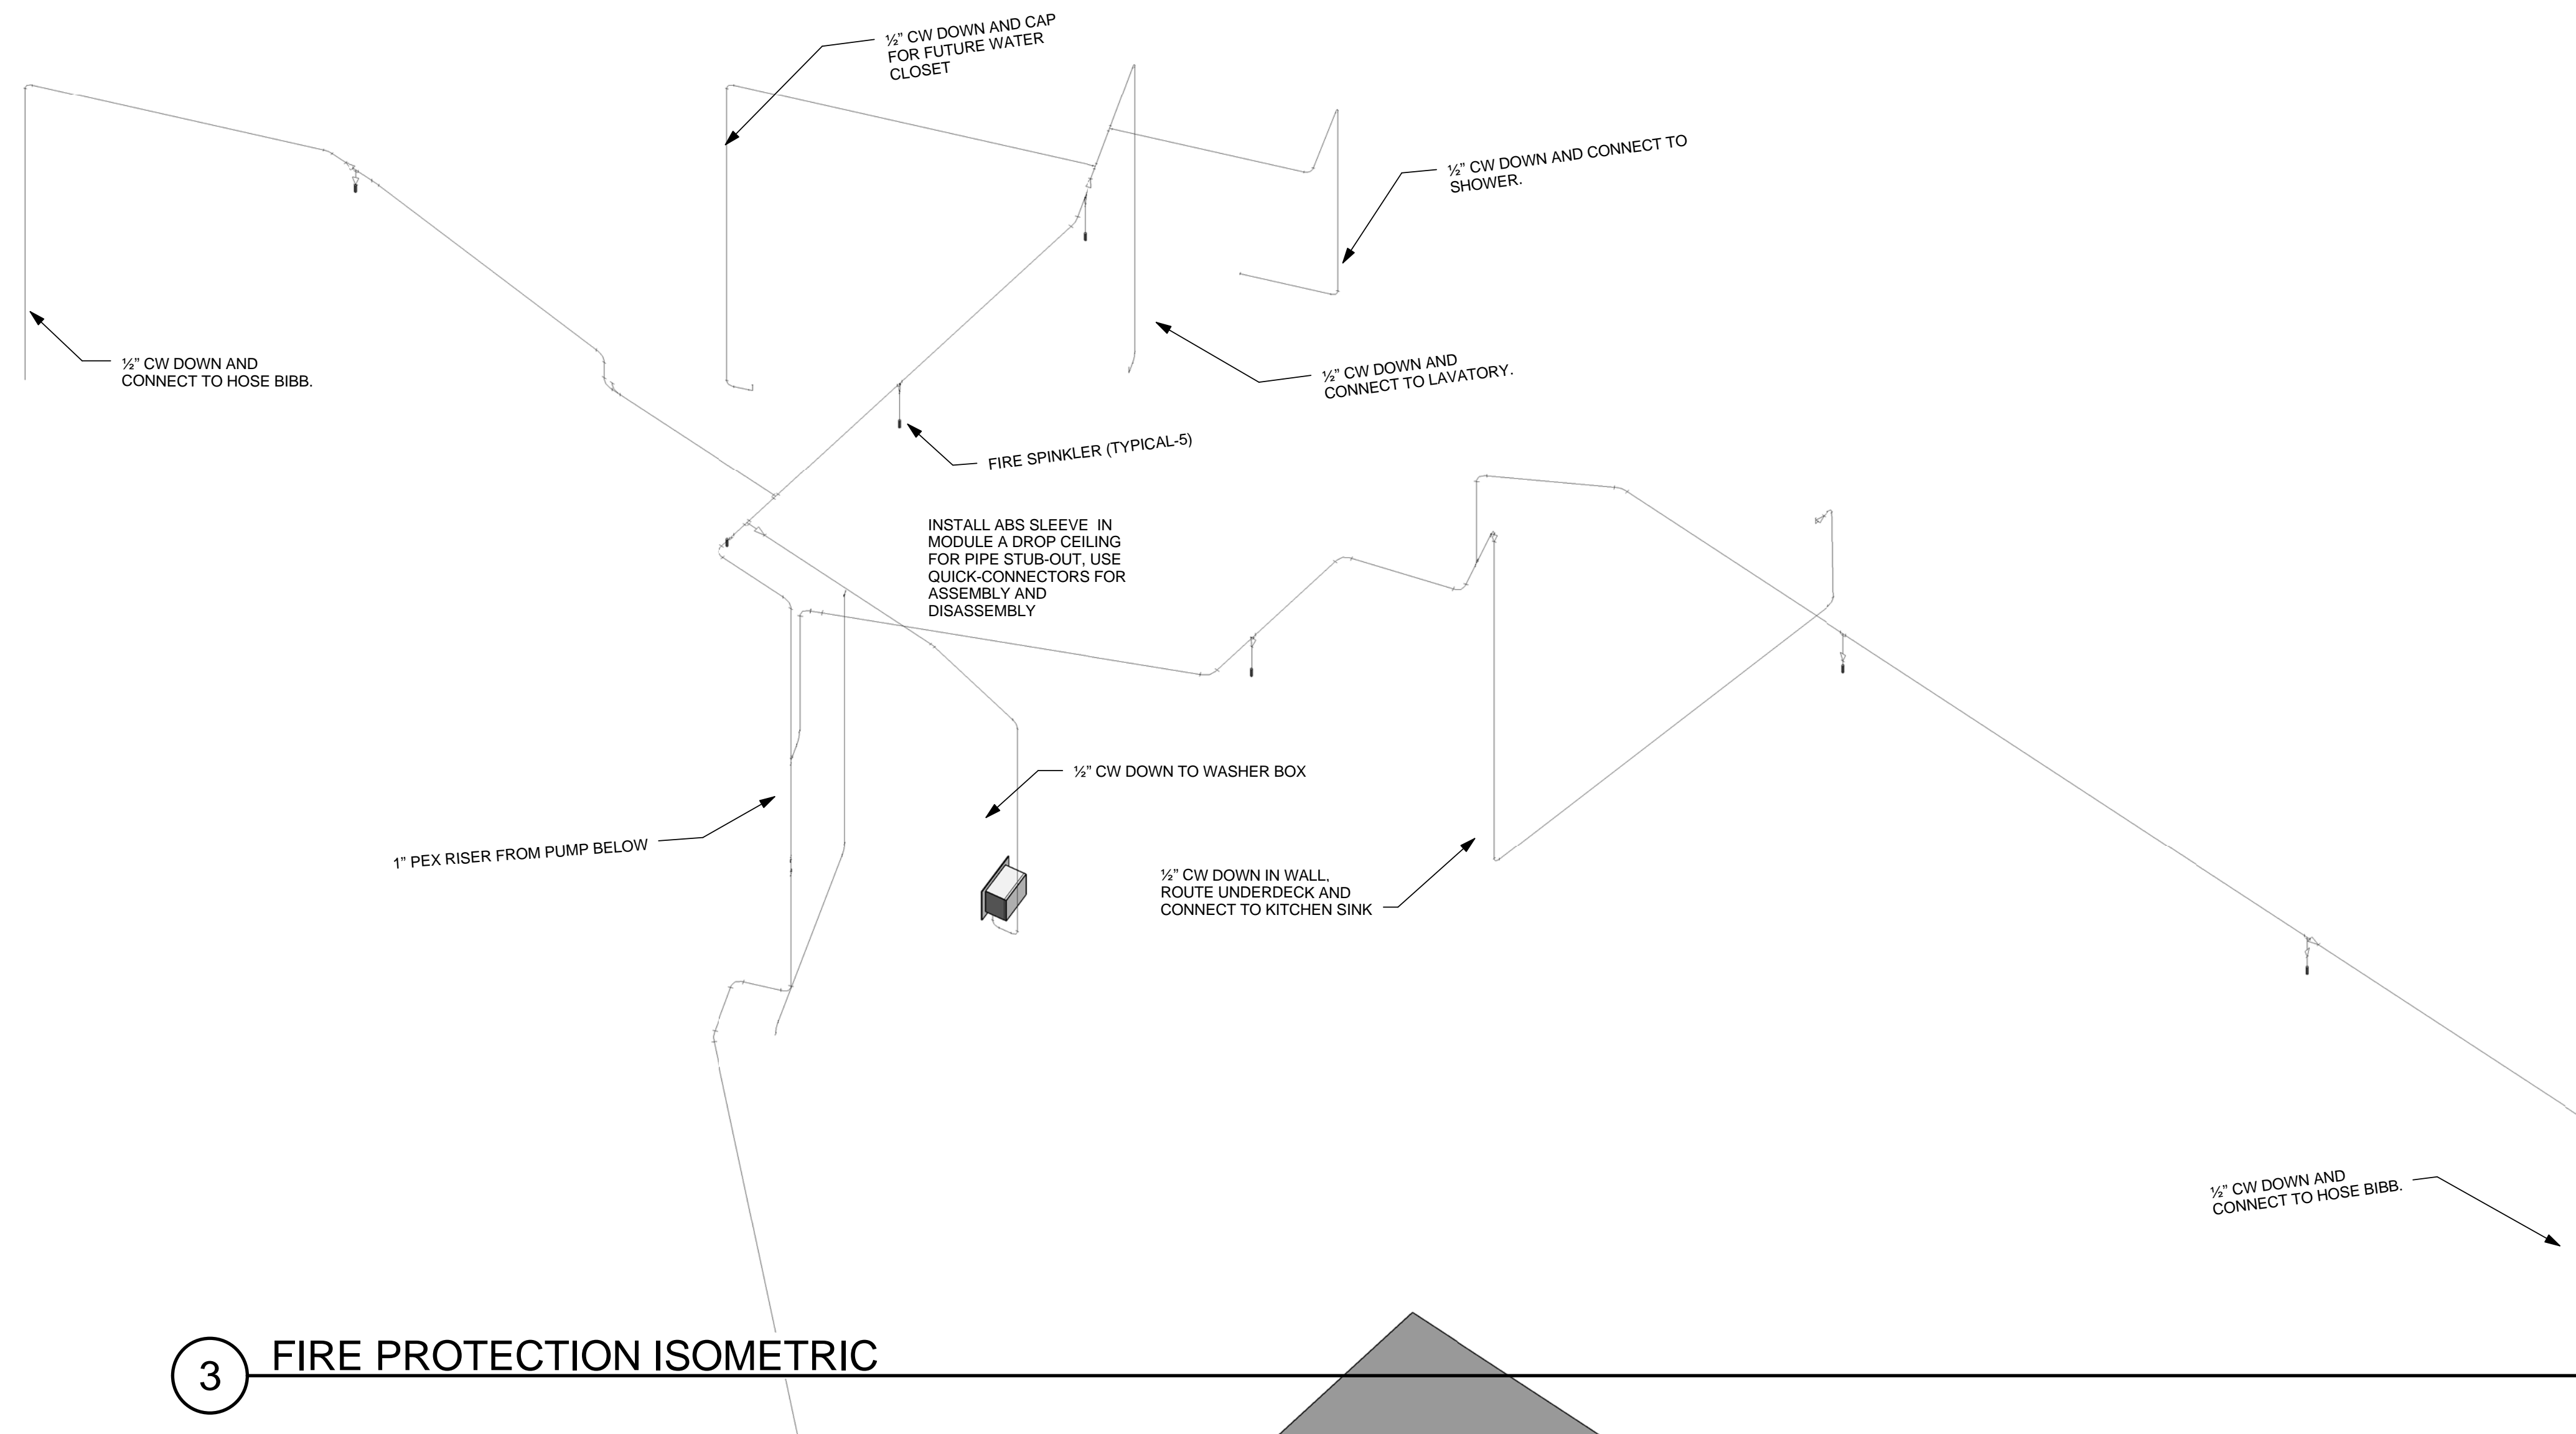 ½” CW DOWN AND CAP
FOR FUTURE WATER
CLOSET
½” CW DOWN AND CONNECT TO
SHOWER.
½” CW DOWN AND
CONNECT TO HOSE BIBB.
½” CW DOWN AND
CONNECT TO LAVATORY.
FIRE SPINKLER (TYPICAL-5)
INSTALL ABS SLEEVE IN
MODULE A DROP CEILING
FOR PIPE STUB-OUT, USE
QUICK-CONNECTORS FOR
ASSEMBLY AND
DISASSEMBLY
½” CW DOWN TO WASHER BOX
1” PEX RISER FROM PUMP BELOW
½” CW DOWN IN WALL,
ROUTE UNDERDECK AND
CONNECT TO KITCHEN SINK
½” CW DOWN AND
CONNECT TO HOSE BIBB.
3 FIRE PROTECTION ISOMETRIC